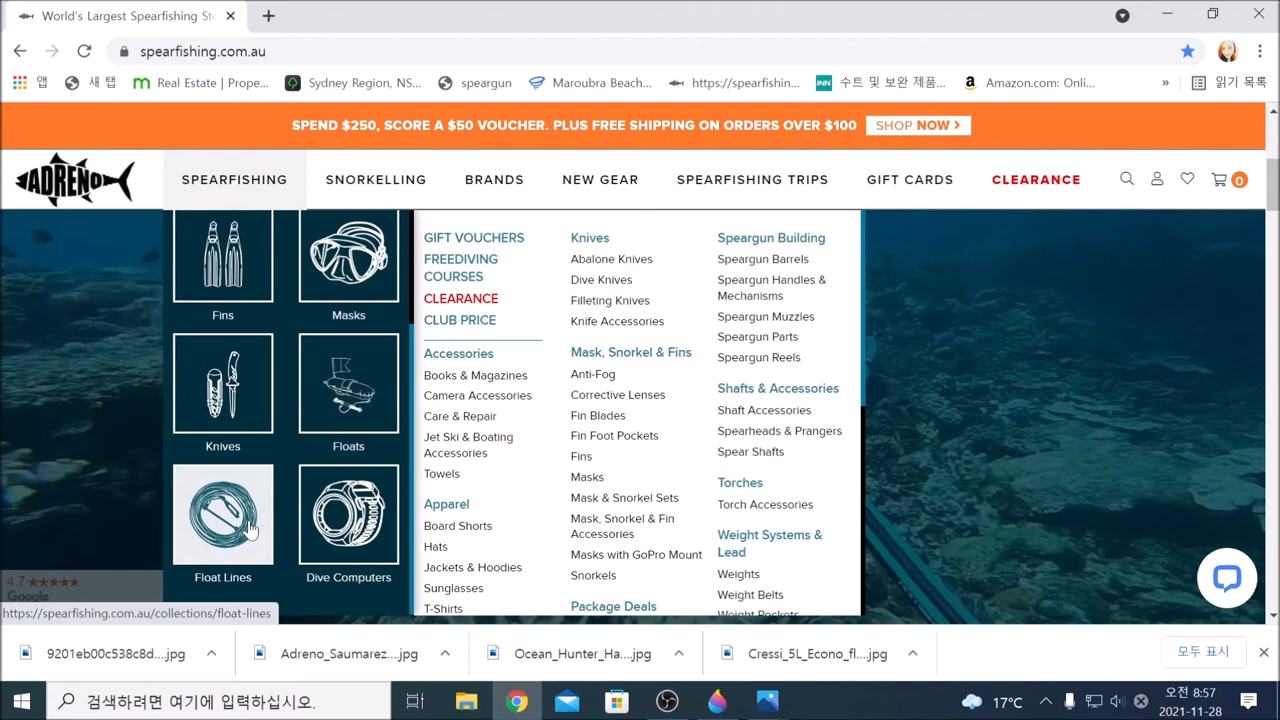 World's Largest Spearfishing Sto
spearfishing.com.au
앱
새 탭
Real Estate | Prope...
Sydney Region, NS...
speargun
Maroubra Beach...
https://spearfishin...
수트 및 보완 제품...
Amazon.com: Onli...
»
읽기 목록
SPEND $250, SCORE A $50 VOUCHER. PLUS FREE SHIPPING ON ORDERS OVER $100
SHOP NOW >
ADRENO
SPEARFISHING
SNORKELLING
BRANDS
NEW GEAR
SPEARFISHING TRIPS
GIFT CARDS
CLEARANCE
0
Fins
Masks
Knives
Floats
Float Lines
Dive Computers
GIFT VOUCHERS
FREEDIVING
COURSES
CLEARANCE
CLUB PRICE
Accessories
Books & Magazines
Camera Accessories
Care & Repair
Jet Ski & Boating
Accessories
Towels
Apparel
Board Shorts
Hats
Jackets & Hoodies
Sunglasses
T-Shirts
Knives
Abalone Knives
Dive Knives
Filleting Knives
Knife Accessories
Mask, Snorkel & Fins
Anti-Fog
Corrective Lenses
Fin Blades
Fin Foot Pockets
Fins
Masks
Mask & Snorkel Sets
Mask, Snorkel & Fin
Accessories
Masks with GoPro Mount
Snorkels
Package Deals
Speargun Building
Speargun Barrels
Speargun Handles &
Mechanisms
Speargun Muzzles
Speargun Parts
Speargun Reels
Shafts & Accessories
Shaft Accessories
Spearheads & Prangers
Spear Shafts
Torches
Torch Accessories
Weight Systems &
Lead
Weights
Weight Belts
Weight Pockets
4.7 ★★★★★
Google
https://spearfishing.com.au/collections/float-lines
9201eb00c538c8d....jpg
Adreno_Saumarez....jpg
Ocean_Hunter_Ha....jpg
Cressi_5L_Econo_fl....jpg
모두 표시
검색하려면 여기에 입력하십시오.
17°C
오전 8:57
2021-11-28